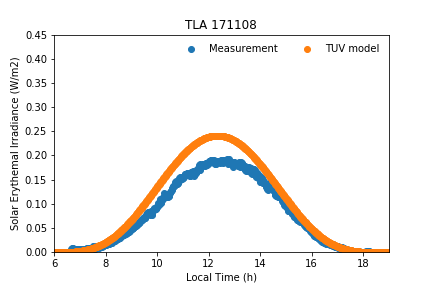 TLA 171108
Measurement
TUV model
Solar Erythemal Irradiance (W/m2)
0.45
0.40
0.35
0.30
0.25
0.20
0.15
0.10
0.05
0.00
6 8 10 12 14 16 18
Local Time (h)